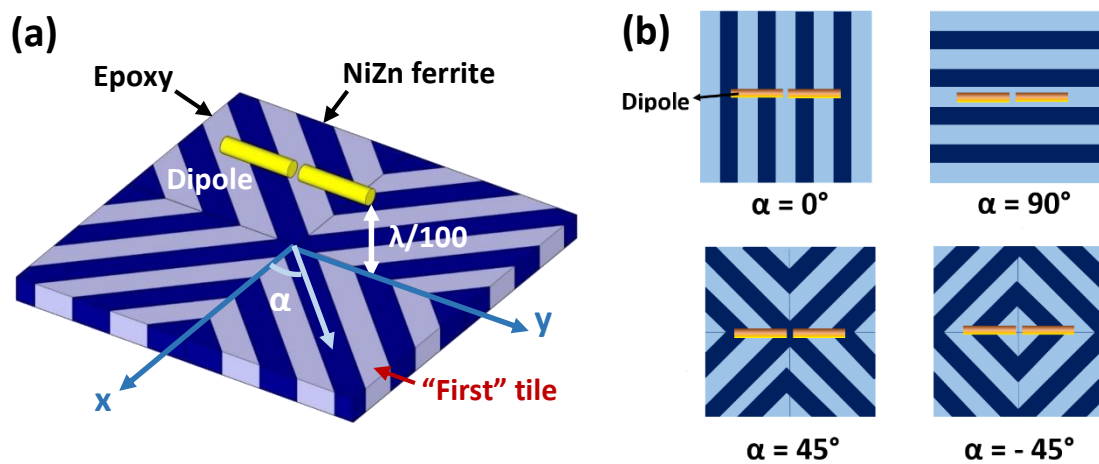 (a)
Epoxy
NiZn ferrite
Dipole
λ/100
α
y
x
“First” tile
(b)
Dipole
α = 0°
α = 90°
α = 45°
α = - 45°